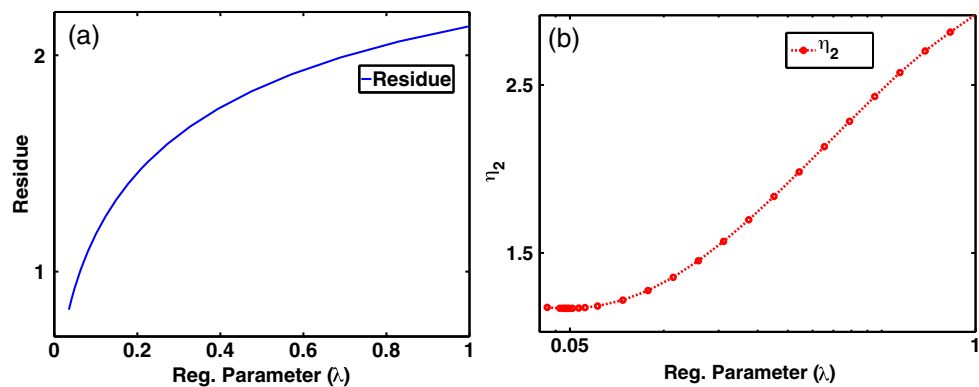 (a)
2
1
Residue
Residue
0
0.2
0.4
0.6
0.8
1
Reg. Parameter (λ)
(b)
η2
2.5
1.5
η2
0.05
1
Reg. Parameter (λ)